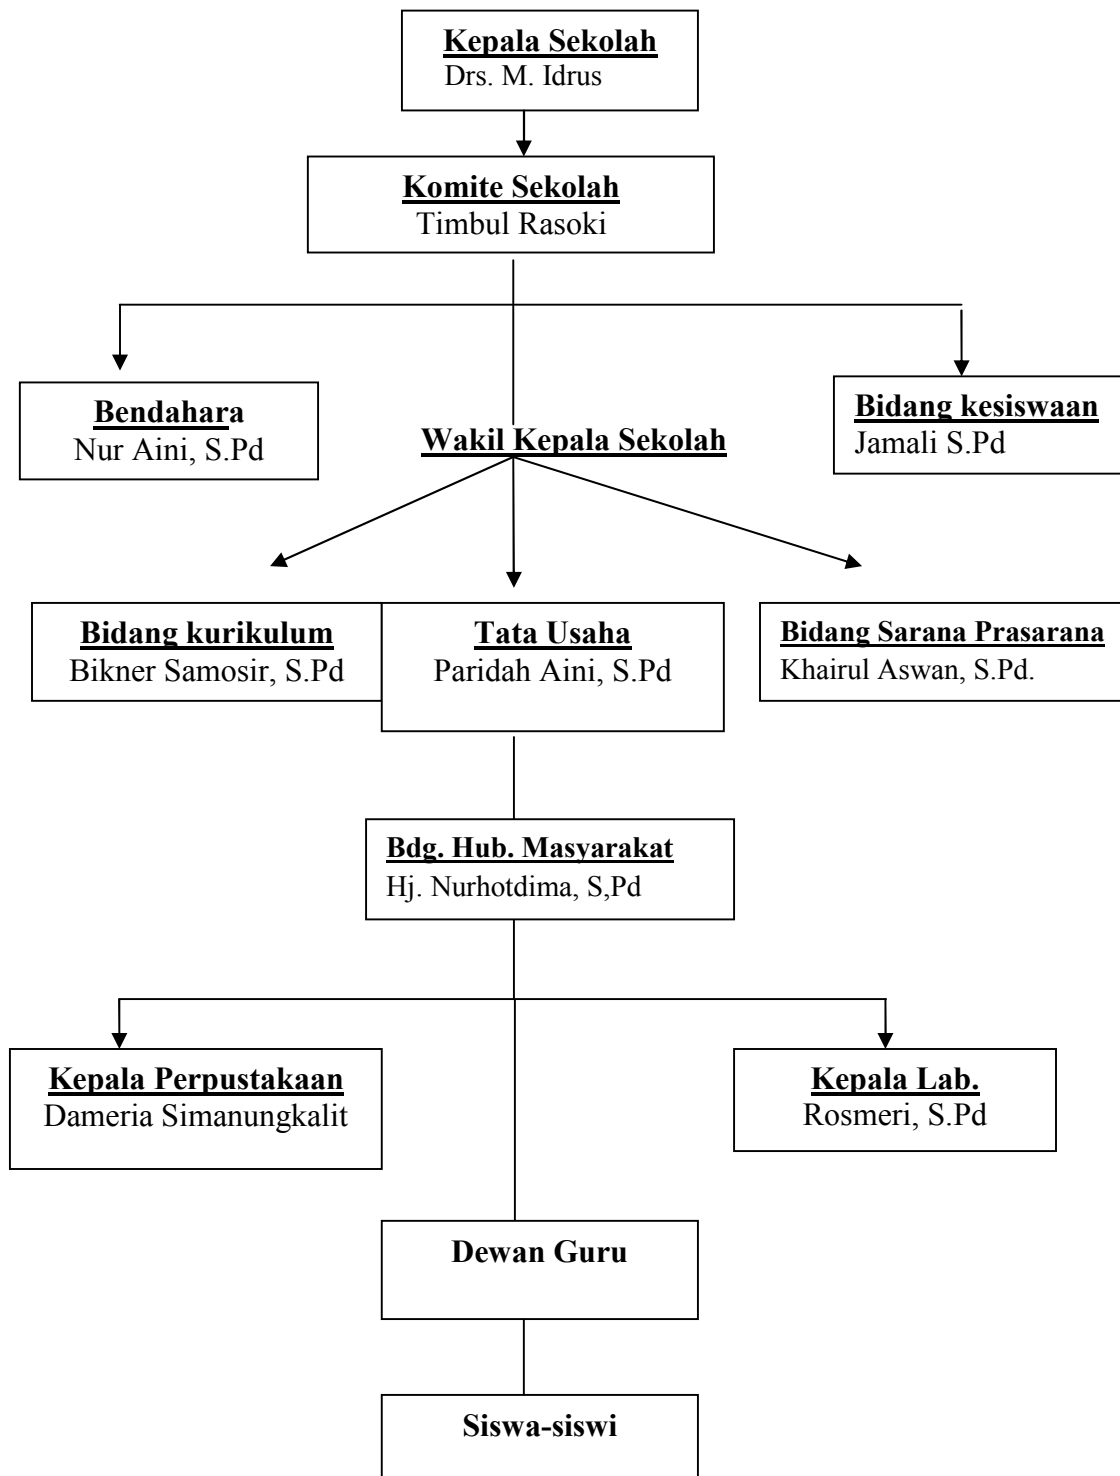 Kepala Sekolah
Drs. M. Idrus
Komite Sekolah
Timbul Rasoki
Bendahara
Nur Aini, S.Pd
Wakil Kepala Sekolah
Bidang kesiswaan
Jamali S.Pd
Bidang kurikulum
Bikner Samosir, S.Pd
Tata Usaha
Paridah Aini, S.Pd
Bidang Sarana Prasarana
Khairul Aswan, S.Pd.
Bdg. Hub. Masyarakat
Hj. Nurhotdima, S,Pd
Kepala Perpustakaan
Dameria Simanungkalit
Kepala Lab.
Rosmeri, S.Pd
Dewan Guru
Siswa-siswi